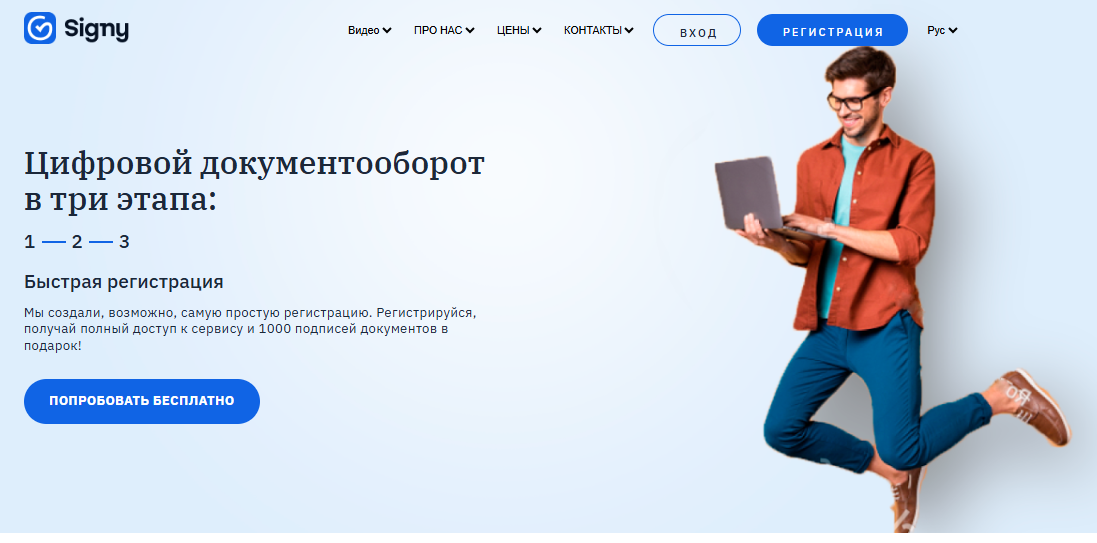 Signy
Видео
ПРО НАС
ЦЕНЫ
КОНТАКТЫ
ВХОД
РЕГИСТРАЦИЯ
Рус
Цифровой документооборот
в три этапа:
1 2 3
Быстрая регистрация
Мы создали, возможно, самую простую регистрацию. Регистрируйся,
получай полный доступ к сервису и 1000 подписей документов в
подарок!
ПОПРОБОВАТЬ БЕСПЛАТНО